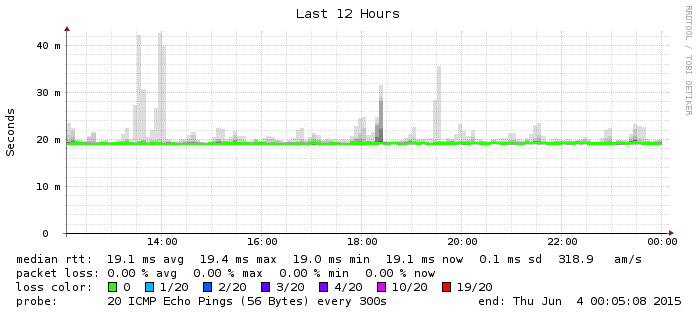 Last 12 Hours
RRDTOOL / TOBI OETIKER
Seconds
40 m
30 m
20 m
10 m
0
14:00 16:00 18:00 20:00 22:00 00:00
median rtt: 19.1 ms avg 19.4 ms max 19.0 ms min 19.1 ms now 0.1 ms sd 318.9 am/s
packet loss: 0.00 % avg 0.00 % max 0.00 % min 0.00 % now
loss color: 0 1/20 2/20 3/20 4/20 10/20 19/20
probe: 20 ICMP Echo Pings (56 Bytes) every 300s end: Thu Jun 4 00:05:08 2015